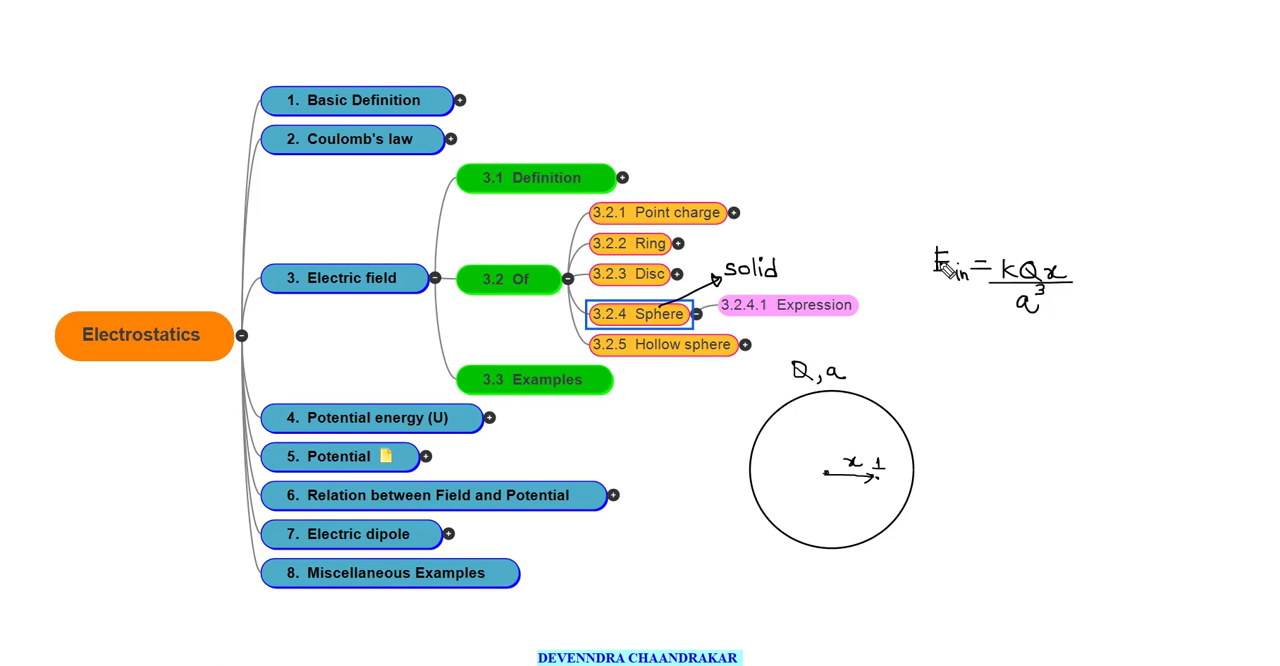 Electrostatics
1. Basic Definition
2. Coulomb's law
3. Electric field
3.1 Definition
3.2 Of
3.2.1 Point charge
3.2.2 Ring
3.2.3 Disc
3.2.4 Sphere
solid
3.2.4.1 Expression
3.2.5 Hollow sphere
3.3 Examples
4. Potential energy (U)
5. Potential
6. Relation between Field and Potential
7. Electric dipole
8. Miscellaneous Examples
E in = kQx
a³
Q, a
x 1
DEVENNDRA CHAANDRAKAR